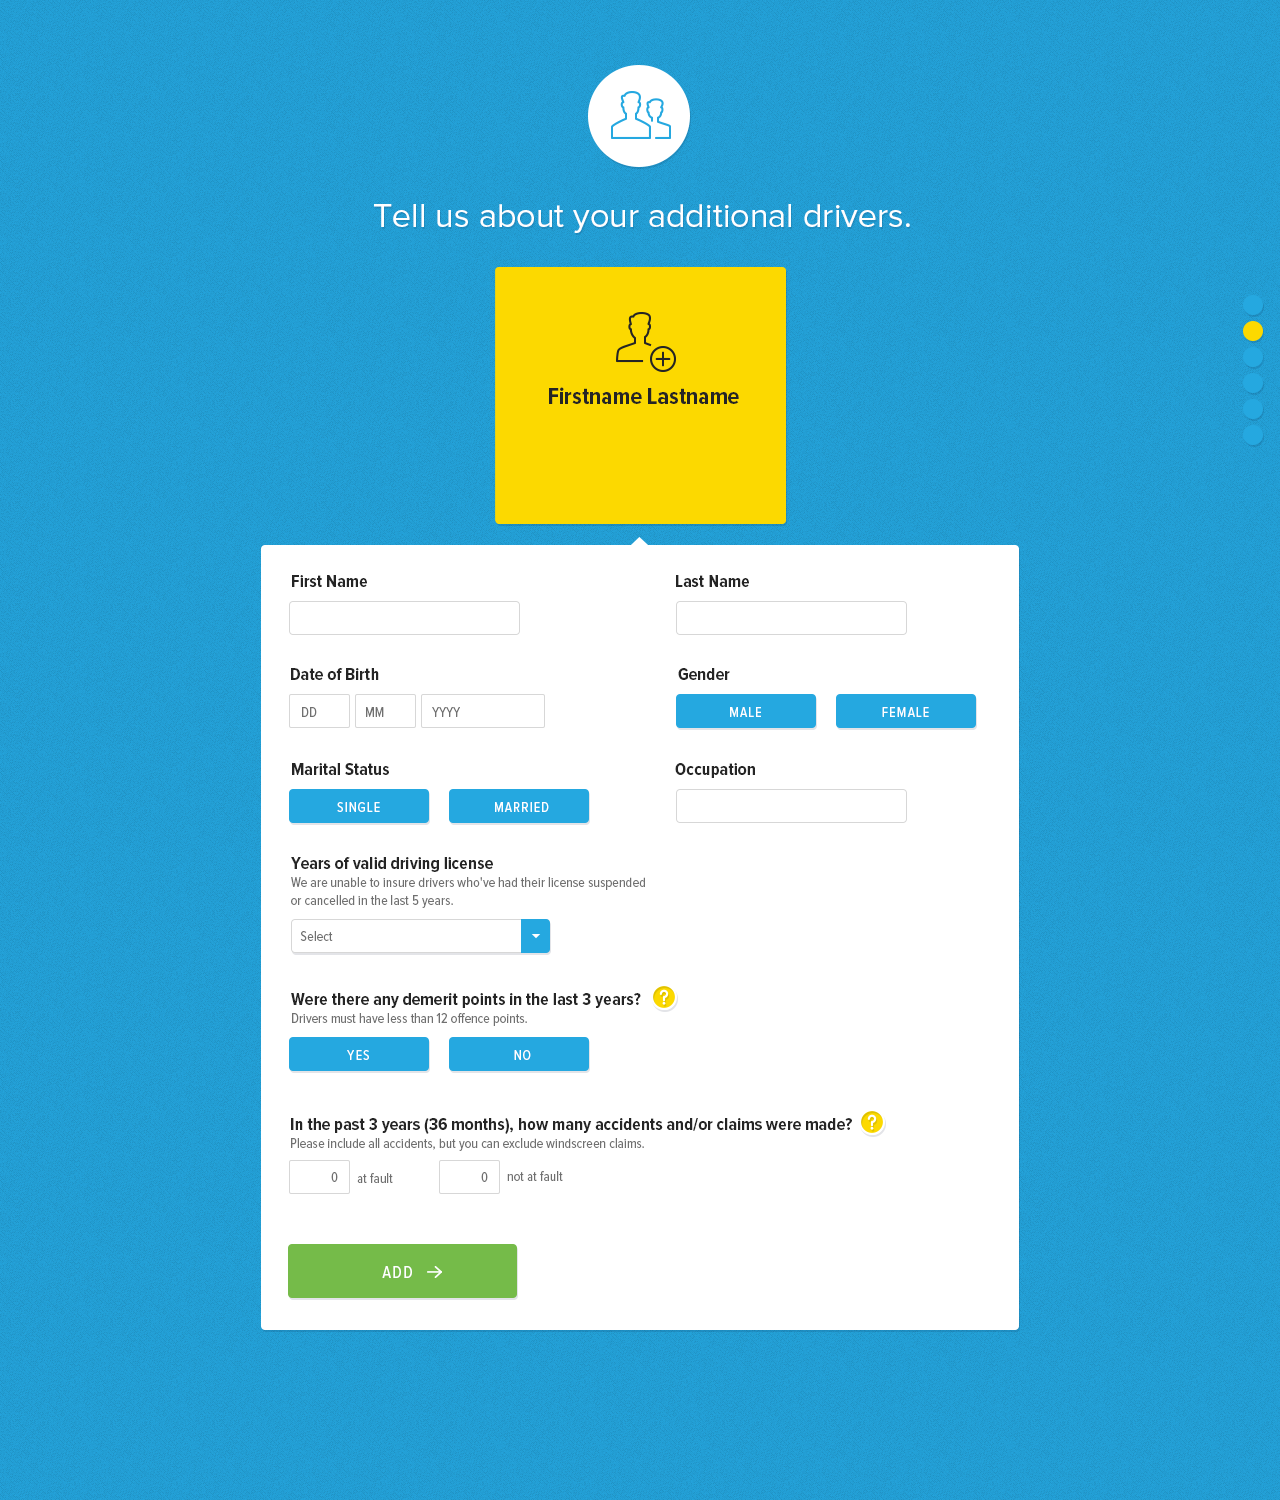 Tell us about your additional drivers.
Firstname Lastname
First Name
Last Name
Date of Birth
Gender
DD
MM
YYYY
MALE
FEMALE
Marital Status
Occupation
SINGLE
MARRIED
Years of valid driving license
We are unable to insure drivers who've had their license suspended
or cancelled in the last 5 years.
Select
Were there any demerit points in the last 3 years? ?
Drivers must have less than 12 offence points.
YES
NO
In the past 3 years (36 months), how many accidents and/or claims were made? ?
Please include all accidents, but you can exclude windscreen claims.
0 at fault
0 not at fault
ADD